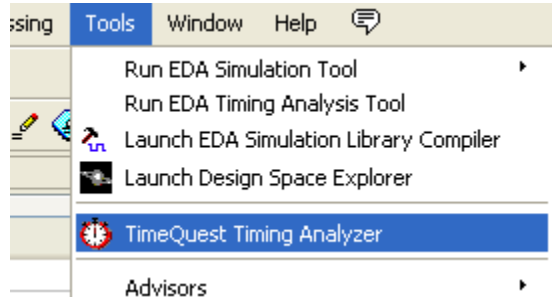 ssing Tools Window Help
Run EDA Simulation Tool
Run EDA Timing Analysis Tool
Launch EDA Simulation Library Compiler
Launch Design Space Explorer
TimeQuest Timing Analyzer
Advisors